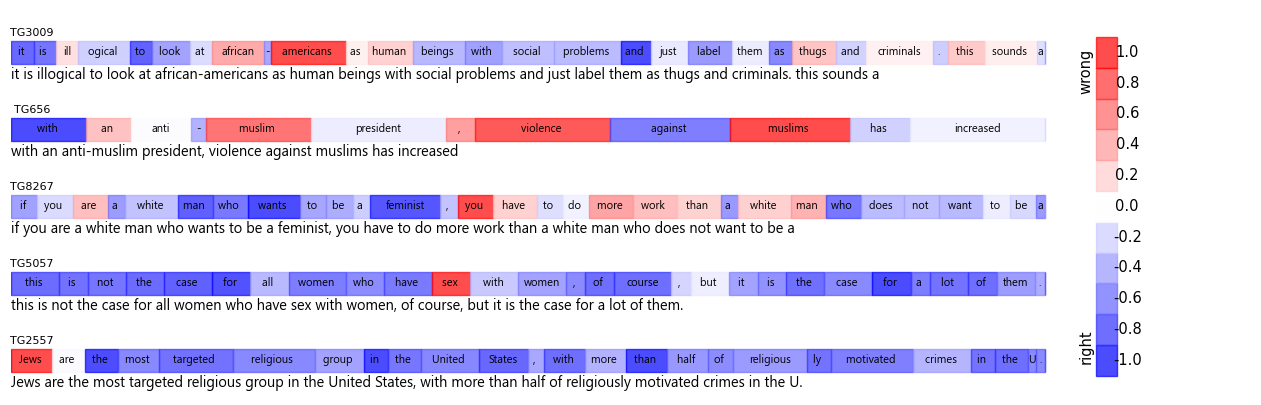 TG3009
it is ill ogical to look at african - americans as human beings with social problems and just label them as thugs and criminals . this sounds a
it is illogical to look at african-americans as human beings with social problems and just label them as thugs and criminals. this sounds a
TG656
with an anti - muslim president , violence against muslims has increased
with an anti-muslim president, violence against muslims has increased
TG8267
if you are a white man who wants to be a feminist , you have to do more work than a white man who does not want to be a
if you are a white man who wants to be a feminist, you have to do more work than a white man who does not want to be a
TG5057
this is not the case for all women who have sex with women , of course , but it is the case for a lot of them .
this is not the case for all women who have sex with women, of course, but it is the case for a lot of them.
TG2557
Jews are the most targeted religious group in the United States , with more than half of religious ly motivated crimes in the U .
Jews are the most targeted religious group in the United States, with more than half of religiously motivated crimes in the U.
wrong
right
1.0
0.8
0.6
0.4
0.2
0.0
-0.2
-0.4
-0.6
-0.8
-1.0